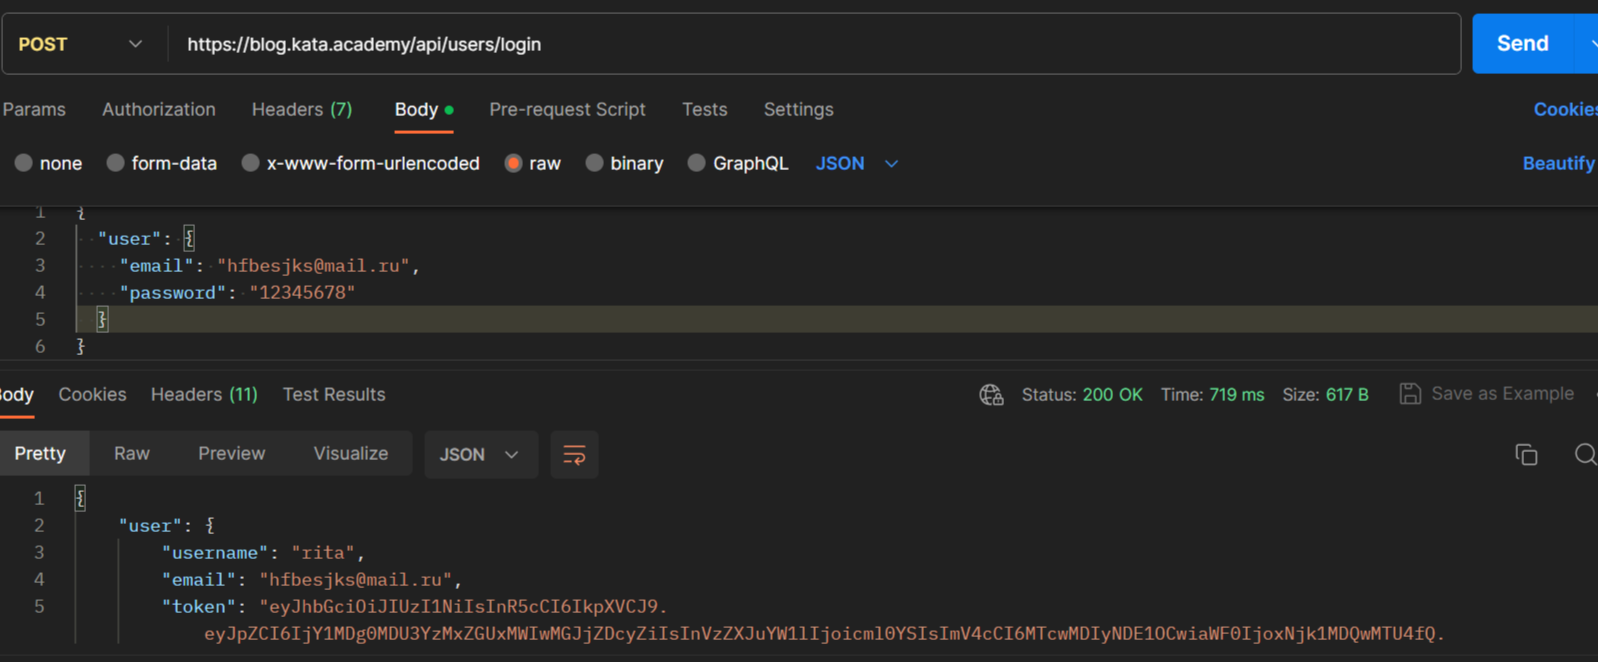 POST https://blog.kata.academy/api/users/login Send
Params Authorization Headers (7) Body Pre-request Script Tests Settings Cookies
none form-data x-www-form-urlencoded raw binary GraphQL JSON Beautify
1 {
2 "user": {
3 "email": "hfbesjks@mail.ru",
4 "password": "12345678"
5 }
6 }
Body Cookies Headers (11) Test Results Status: 200 OK Time: 719 ms Size: 617 B Save as Example
Pretty Raw Preview Visualize JSON
1 {
2 "user": {
3 "username": "rita",
4 "email": "hfbesjks@mail.ru",
5 "token": "eyJhbGciOiJIUzI1NiIsInR5cCI6IkpXVCJ9.
eyJpZCI6IjY1MDg0MDU3YzMxZGUxMWIwMGJjZDcyZiIsInVzZXJuYW1lIjoicml0YSIsImV4cCI6MTcwMDIyNDE1OCwiaWF0IjoxNjk1MDQwMTU4fQ.